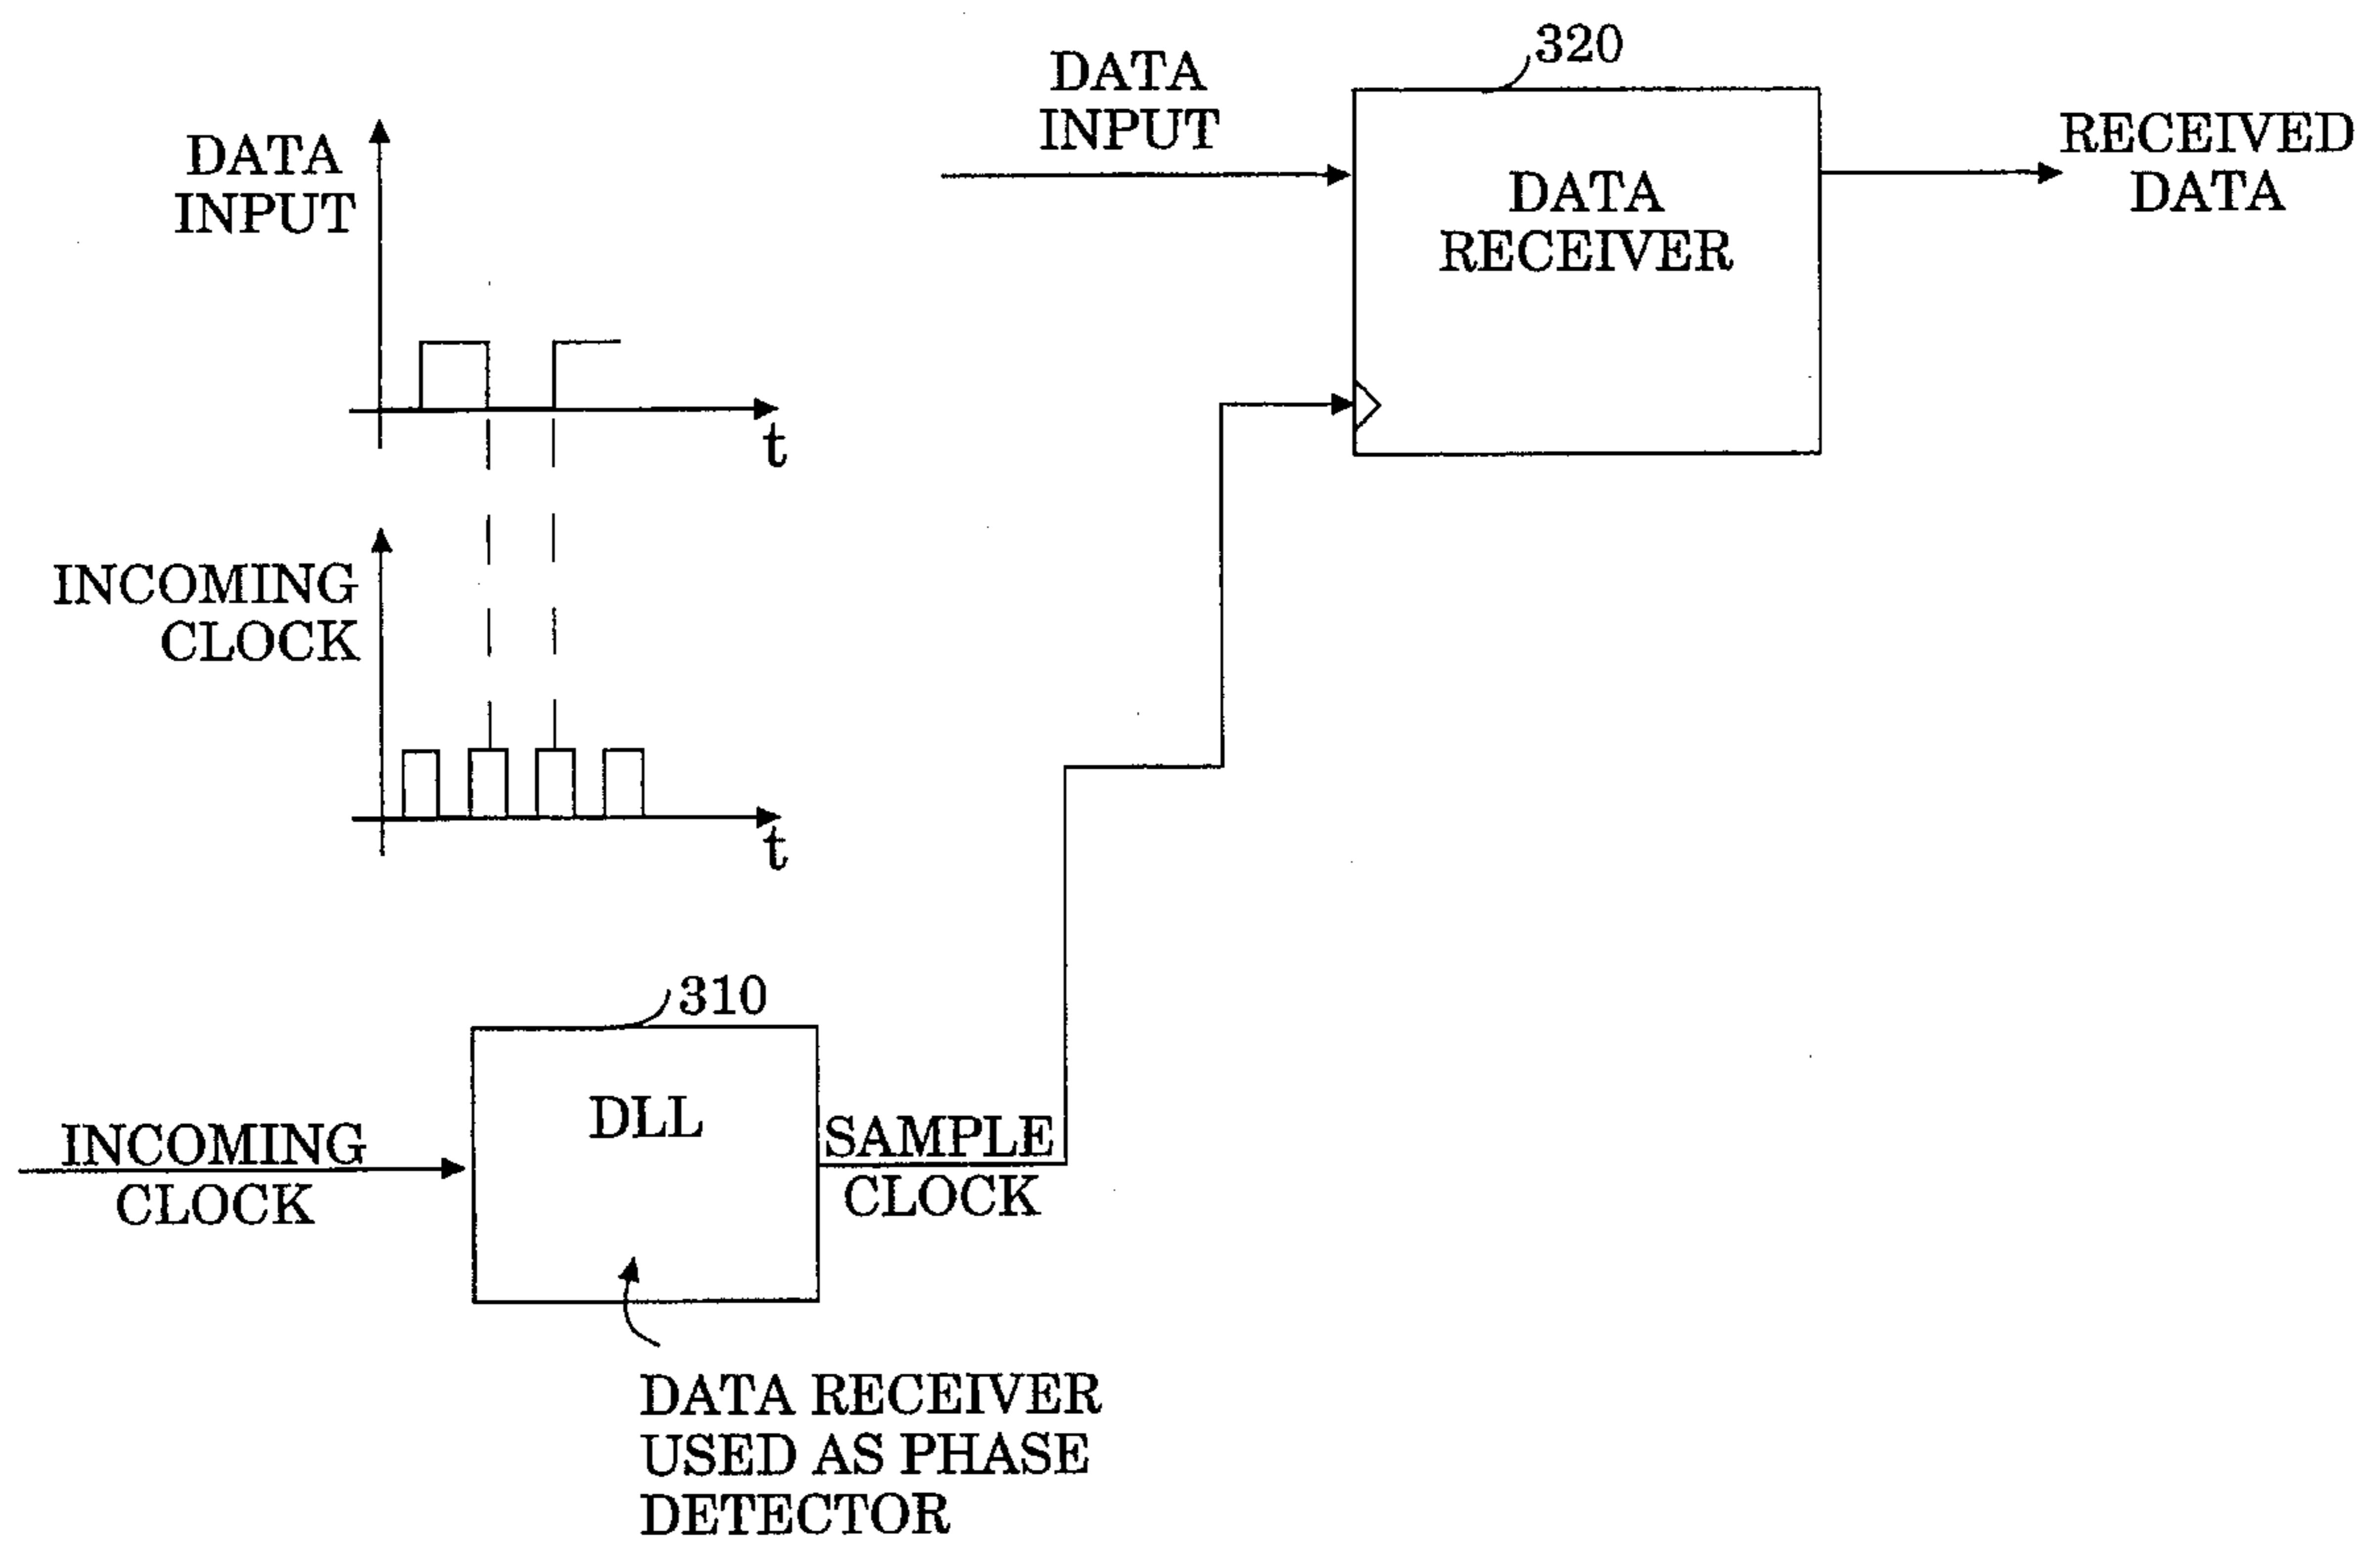 DATA
INPUT
t
INCOMING
CLOCK
t
DATA
INPUT
320
DATA
RECEIVER
RECEIVED
DATA
310
DLL
INCOMING
CLOCK
SAMPLE
CLOCK
DATA RECEIVER
USED AS PHASE
DETECTOR